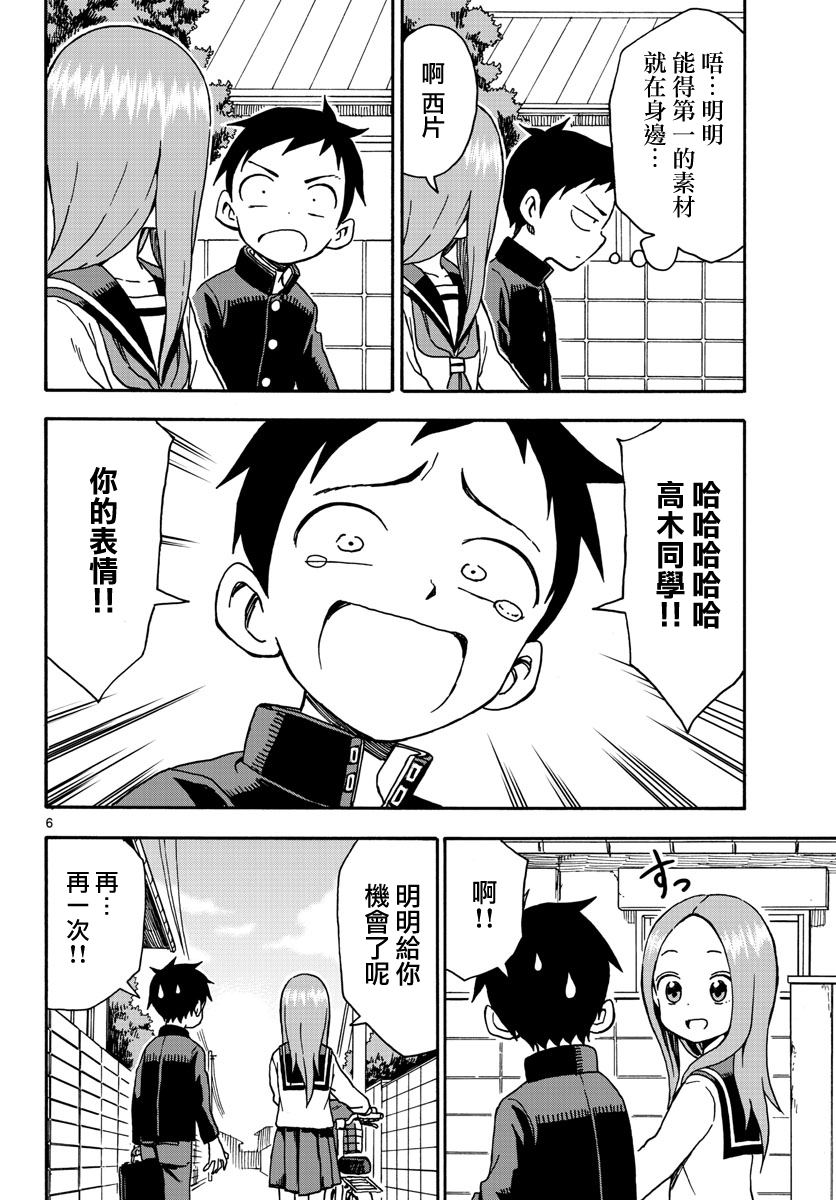 唔…明明
能得第一的素材
就在身邊…
啊 西片
哈哈哈哈哈
高木同學!!
你的表情!!
6
すっ
啊!!
明明給你
機會了呢
再…
再一次!!